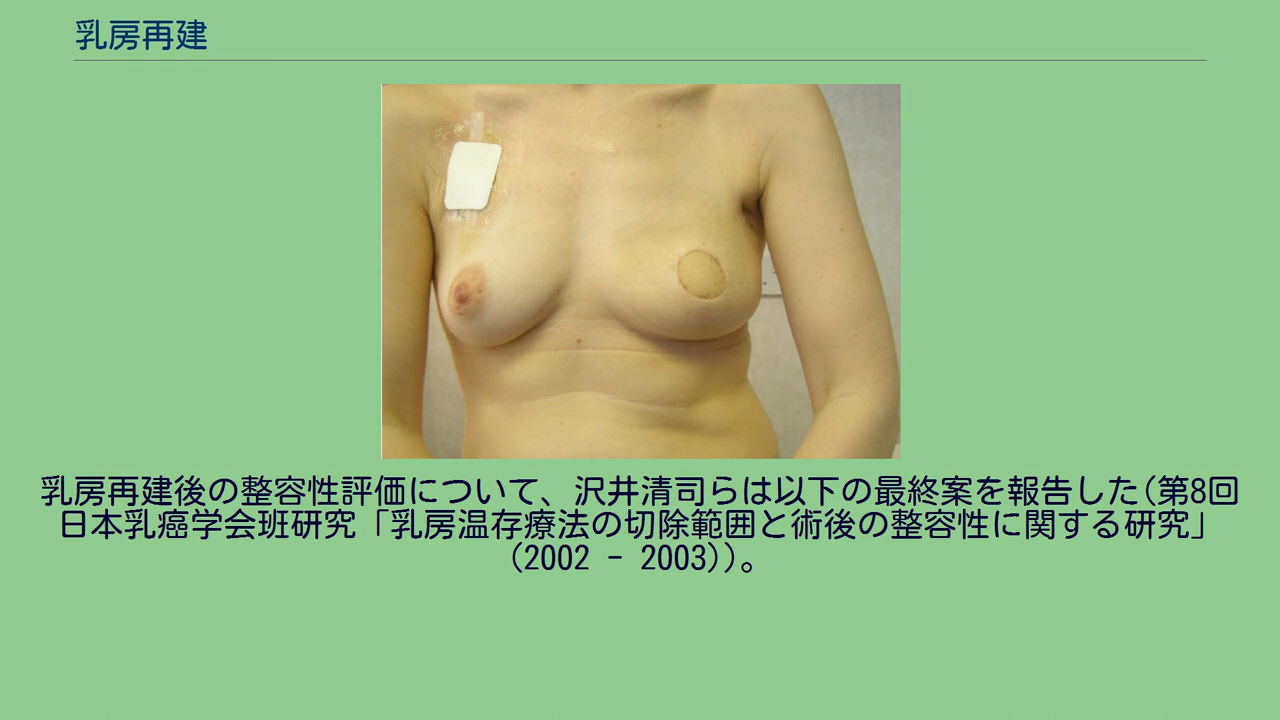 乳房再建
乳房再建後の整容性評価について、沢井清司らは以下の最終案を報告した(第8回
日本乳癌学会班研究「乳房温存療法の切除範囲と術後の整容性に関する研究」
(2002 - 2003))。